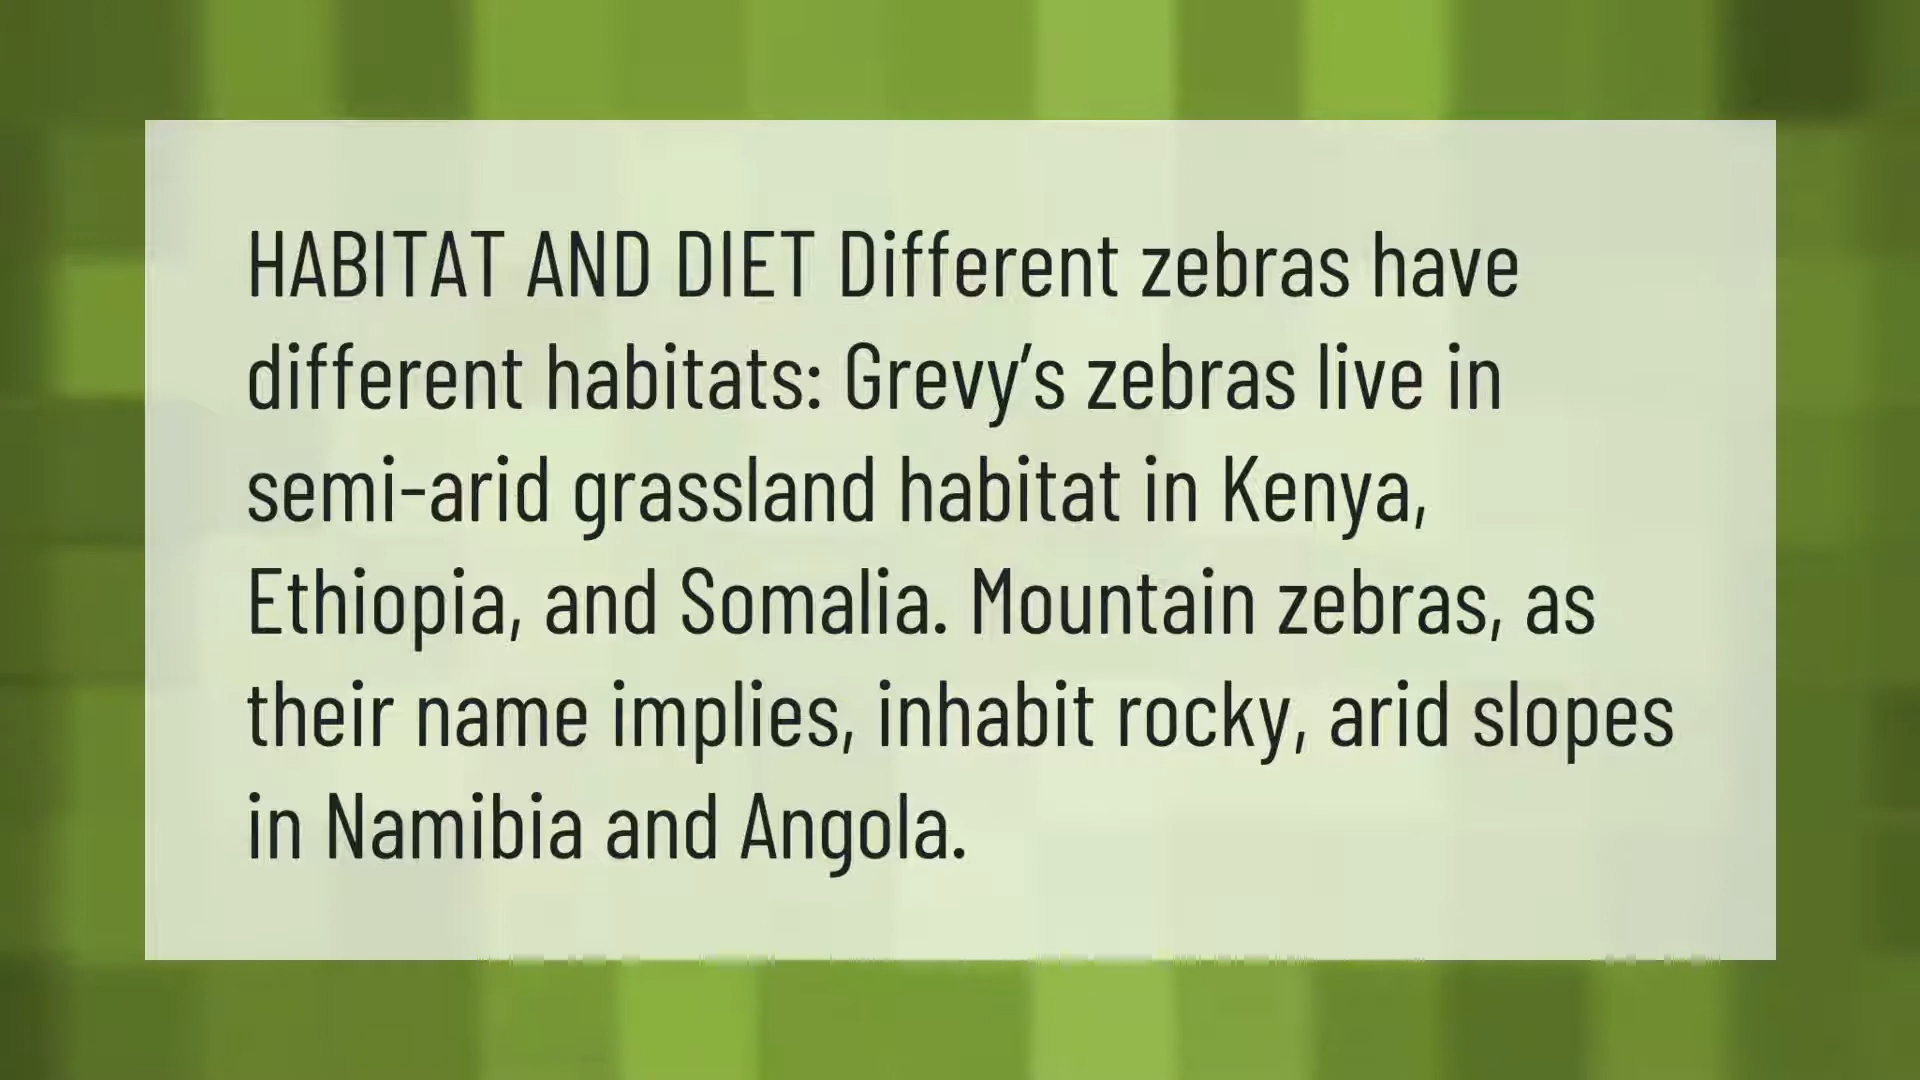 HABITAT AND DIET Different zebras have
different habitats: Grevy’s zebras live in
semi-arid grassland habitat in Kenya,
Ethiopia, and Somalia. Mountain zebras, as
their name implies, inhabit rocky, arid slopes
in Namibia and Angola.